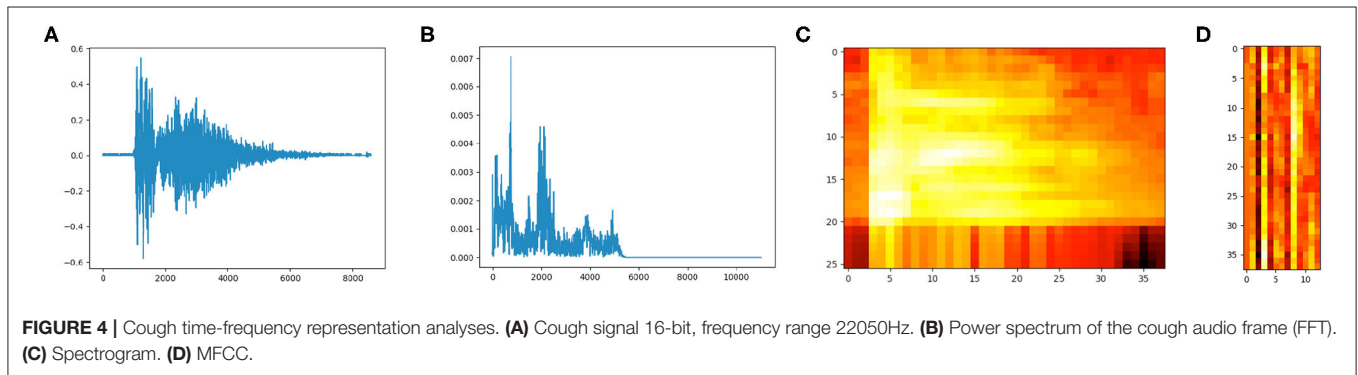 A
B
C
D
0.6
0.4
0.2
0.0
−0.2
−0.4
−0.6
0 2000 4000 6000 8000
0.007
0.006
0.005
0.004
0.003
0.002
0.001
0.000
0 2000 4000 6000 8000 10000
0
5
10
15
20
25
0 5 10 15 20 25 30 35
0
5
10
15
20
25
30
35
0 5 10
FIGURE 4 | Cough time-frequency representation analyses. (A) Cough signal 16-bit, frequency range 22050Hz. (B) Power spectrum of the cough audio frame (FFT).
(C) Spectrogram. (D) MFCC.